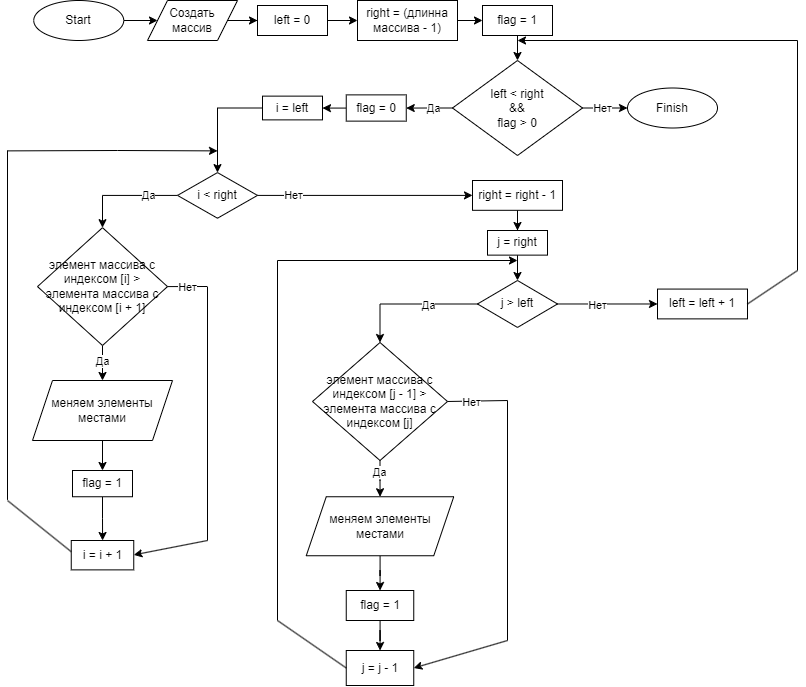 Start
Создать
массив
left = 0
right = (длинна
массива - 1)
flag = 1
left < right
&&
flag > 0
Да
Нет
Finish
flag = 0
i = left
i < right
Да
Нет
right = right - 1
j = right
элемент массива с
индексом [i] >
элемента массива с
индексом [i + 1]
Нет
Да
меняем элементы
местами
flag = 1
i = i + 1
j > left
Да
Нет
left = left + 1
элемент массива с
индексом [j - 1] >
элемента массива с
индексом [j]
Нет
Да
меняем элементы
местами
flag = 1
j = j - 1